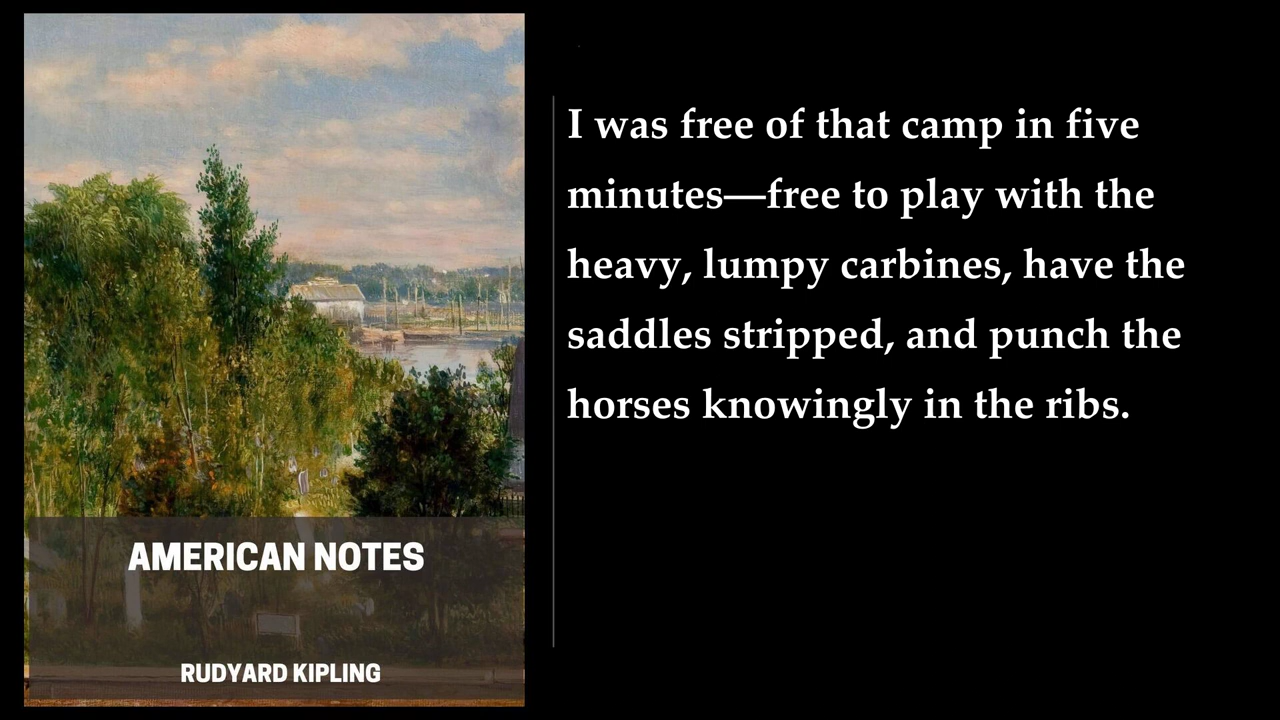 I was free of that camp in five
minutes—free to play with the
heavy, lumpy carbines, have the
saddles stripped, and punch the
horses knowingly in the ribs.
AMERICAN NOTES
RUDYARD KIPLING